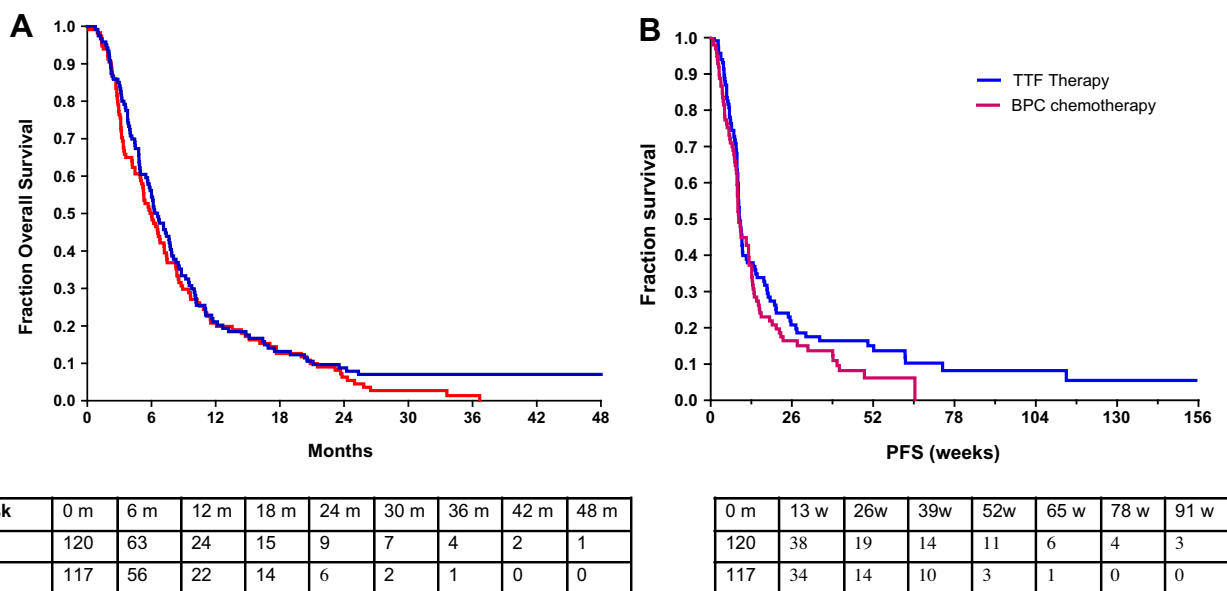 A
B
1.0
0.9
0.8
0.7
0.6
0.5
0.4
0.3
0.2
0.1
0.0
Fraction Overall Survival
0 6 12 18 24 30 36 42 48
Months
1.0
0.9
0.8
0.7
0.6
0.5
0.4
0.3
0.2
0.1
0.0
Fraction survival
TTF Therapy
BPC chemotherapy
0 26 52 78 104 130 156
PFS (weeks)
sk 0 m 6 m 12 m 18 m 24 m 30 m 36 m 42 m 48 m
120 63 24 15 9 7 4 2 1
117 56 22 14 6 2 1 0 0
0 m 13 w 26w 39w 52w 65 w 78 w 91 w
120 38 19 14 11 6 4 3
117 34 14 10 3 1 0 0